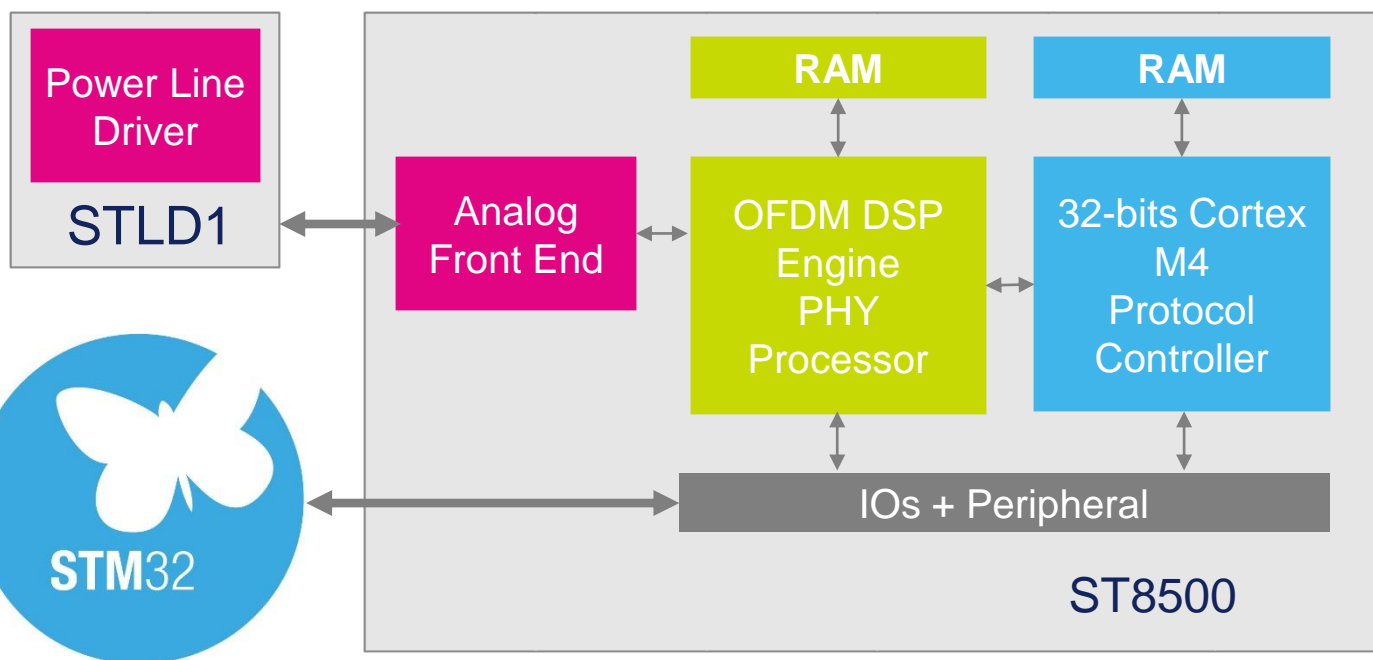 Power Line
Driver
STLD1
RAM
RAM
Analog
Front End
OFDM DSP
Engine
PHY
Processor
32-bits Cortex
M4
Protocol
Controller
IOs + Peripheral
STM32
ST8500